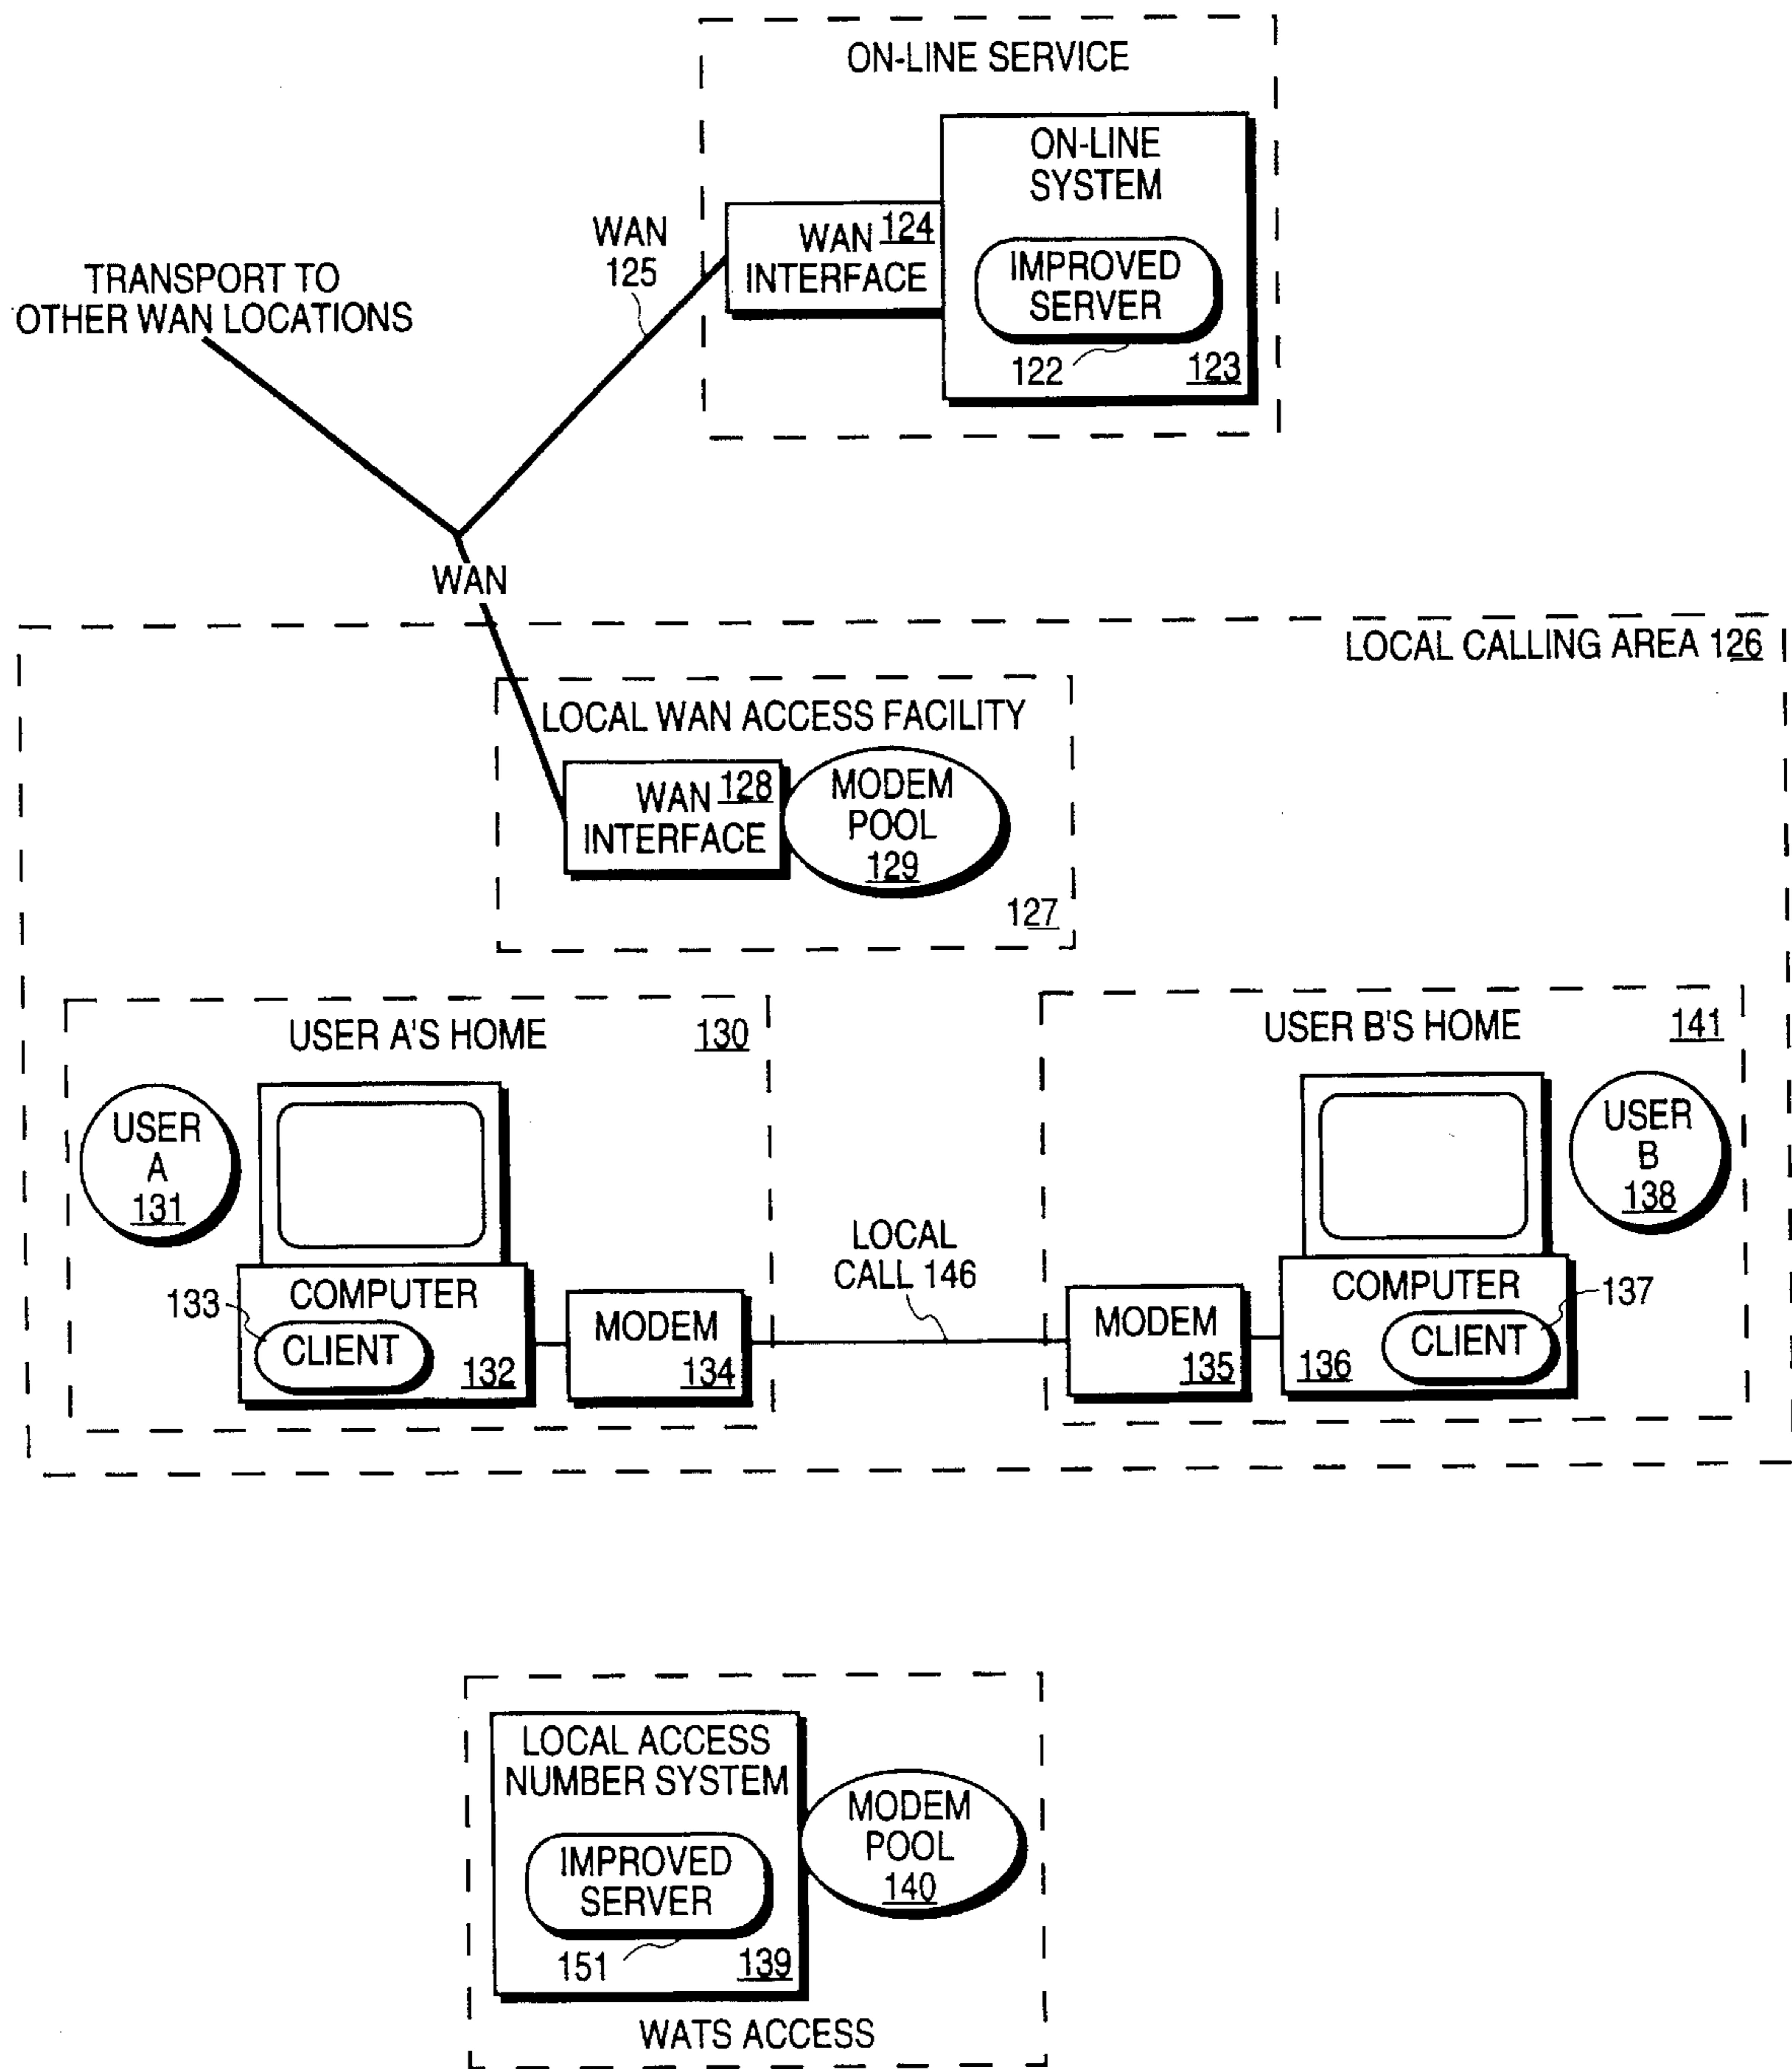 ON-LINE SERVICE
ON-LINE
SYSTEM
WAN
125
WAN 124
INTERFACE
IMPROVED
SERVER
122
123
TRANSPORT TO
OTHER WAN LOCATIONS
WAN
LOCAL CALLING AREA 126
LOCAL WAN ACCESS FACILITY
WAN 128
INTERFACE
MODEM
POOL
129
127
USER A'S HOME
130
USER
A
131
COMPUTER
133
CLIENT
132
MODEM
134
LOCAL
CALL 146
USER B'S HOME
141
USER
B
138
MODEM
135
COMPUTER
137
CLIENT
136
LOCAL ACCESS
NUMBER SYSTEM
IMPROVED
SERVER
151
139
MODEM
POOL
140
WATS ACCESS